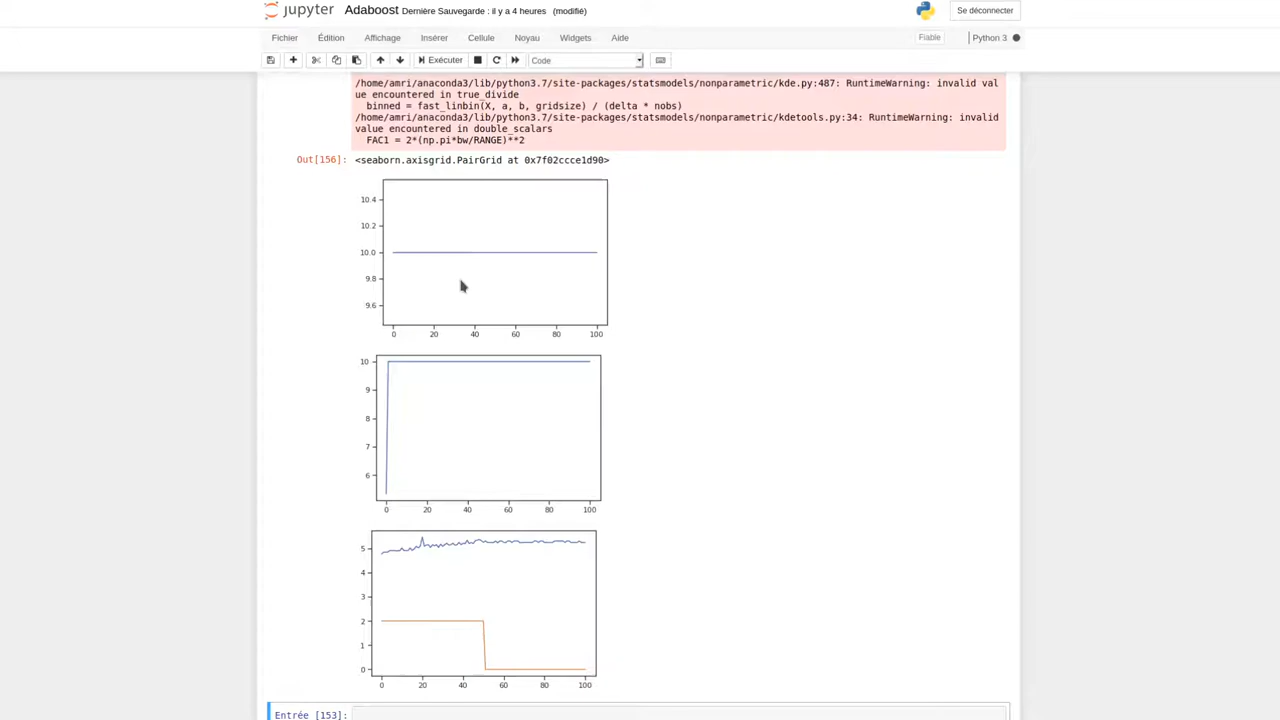 jupyter Adaboost Dernière Sauvegarde : il y a 4 heures (modifié) Se déconnecter
Fichier Édition Affichage Insérer Cellule Noyau Widgets Aide Fiable Python 3
Exécuter Code
/home/amri/anaconda3/lib/python3.7/site-packages/statsmodels/nonparametric/kde.py:487: RuntimeWarning: invalid val
ue encountered in true_divide
binned = fast_linbin(X, a, b, gridsize) / (delta * nobs)
/home/amri/anaconda3/lib/python3.7/site-packages/statsmodels/nonparametric/kdetools.py:34: RuntimeWarning: invalid
value encountered in double_scalars
FAC1 = 2*(np.pi*bw/RANGE)**2
Out[156]: <seaborn.axisgrid.PairGrid at 0x7f02ccce1d90>
10.4
10.2
10.0
9.8
9.6
0 20 40 60 80 100
10
9
8
7
6
0 20 40 60 80 100
5
4
3
2
1
0
0 20 40 60 80 100
Entrée [153]: